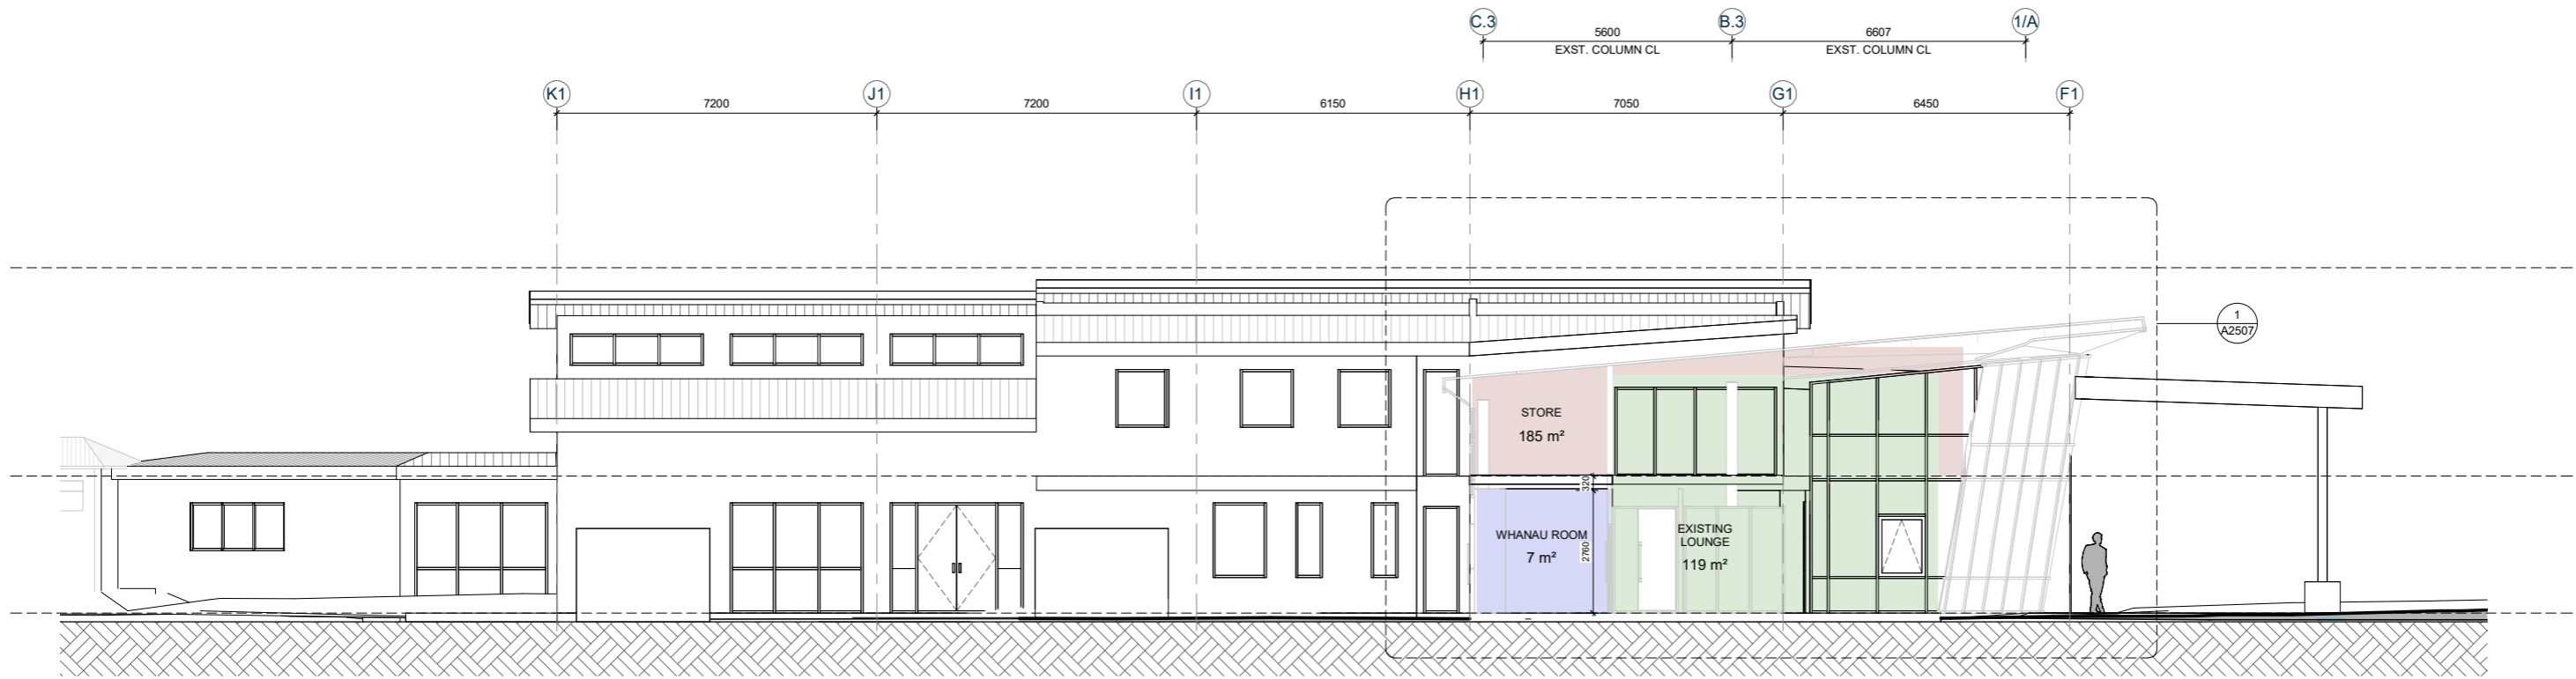 C.3
B.3
1/A
5600
6607
EXST. COLUMN CL
EXST. COLUMN CL
K1
J1
I1
H1
G1
F1
7200
7200
6150
7050
6450
1
A2507
STORE
185 m²
320
WHANAU ROOM
7 m²
2760
EXISTING
LOUNGE
119 m²